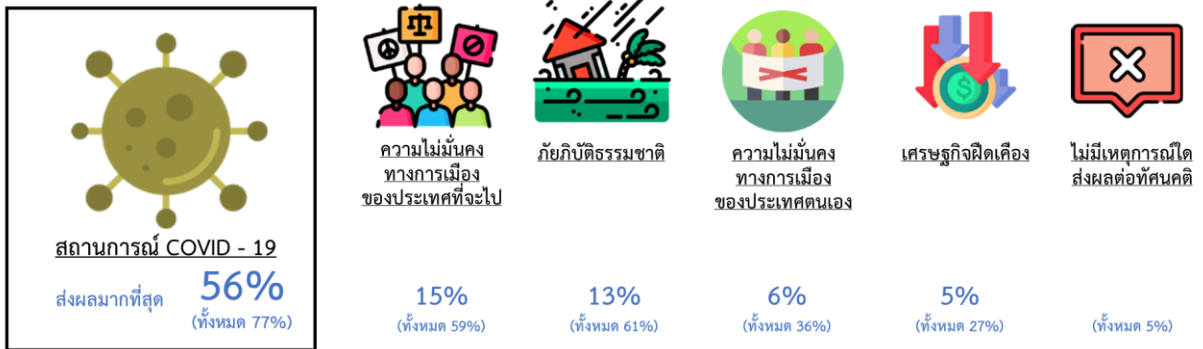 สถานการณ์ COVID - 19
ส่งผลมากที่สุด 56%
(ทั้งหมด 77%)
ความไม่มั่นคง
ทางการเมือง
ของประเทศที่จะไป
15%
(ทั้งหมด 59%)
ภัยภิบัติธรรมชาติ
13%
(ทั้งหมด 61%)
ความไม่มั่นคง
ทางการเมือง
ของประเทศตนเอง
6%
(ทั้งหมด 36%)
เศรษฐกิจฝืดเคือง
5%
(ทั้งหมด 27%)
ไม่มีเหตุการณ์ใด
ส่งผลต่อทัศนคติ
(ทั้งหมด 5%)